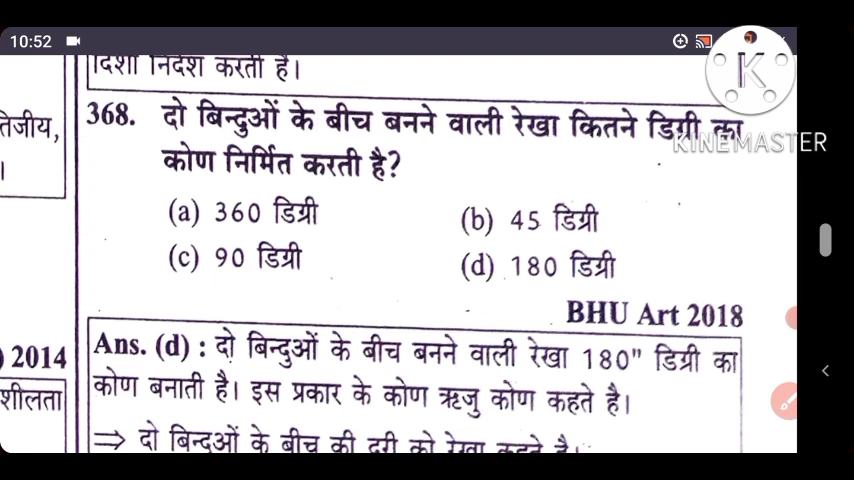 10:52
K
KINEMASTER
दिशा निर्देश करती है।
तिजीय,
।
368. दो बिन्दुओं के बीच बनने वाली रेखा कितने डिग्री का
कोण निर्मित करती है?
(a) 360 डिग्री (b) 45 डिग्री
(c) 90 डिग्री (d) 180 डिग्री
BHU Art 2018
) 2014
शीलता
Ans. (d) : दो बिन्दुओं के बीच बनने वाली रेखा 180" डिग्री का
कोण बनाती है। इस प्रकार के कोण ऋजु कोण कहते है।
⇒ दो बिन्दुओं के बीच की दूरी को रेखा कहते है।